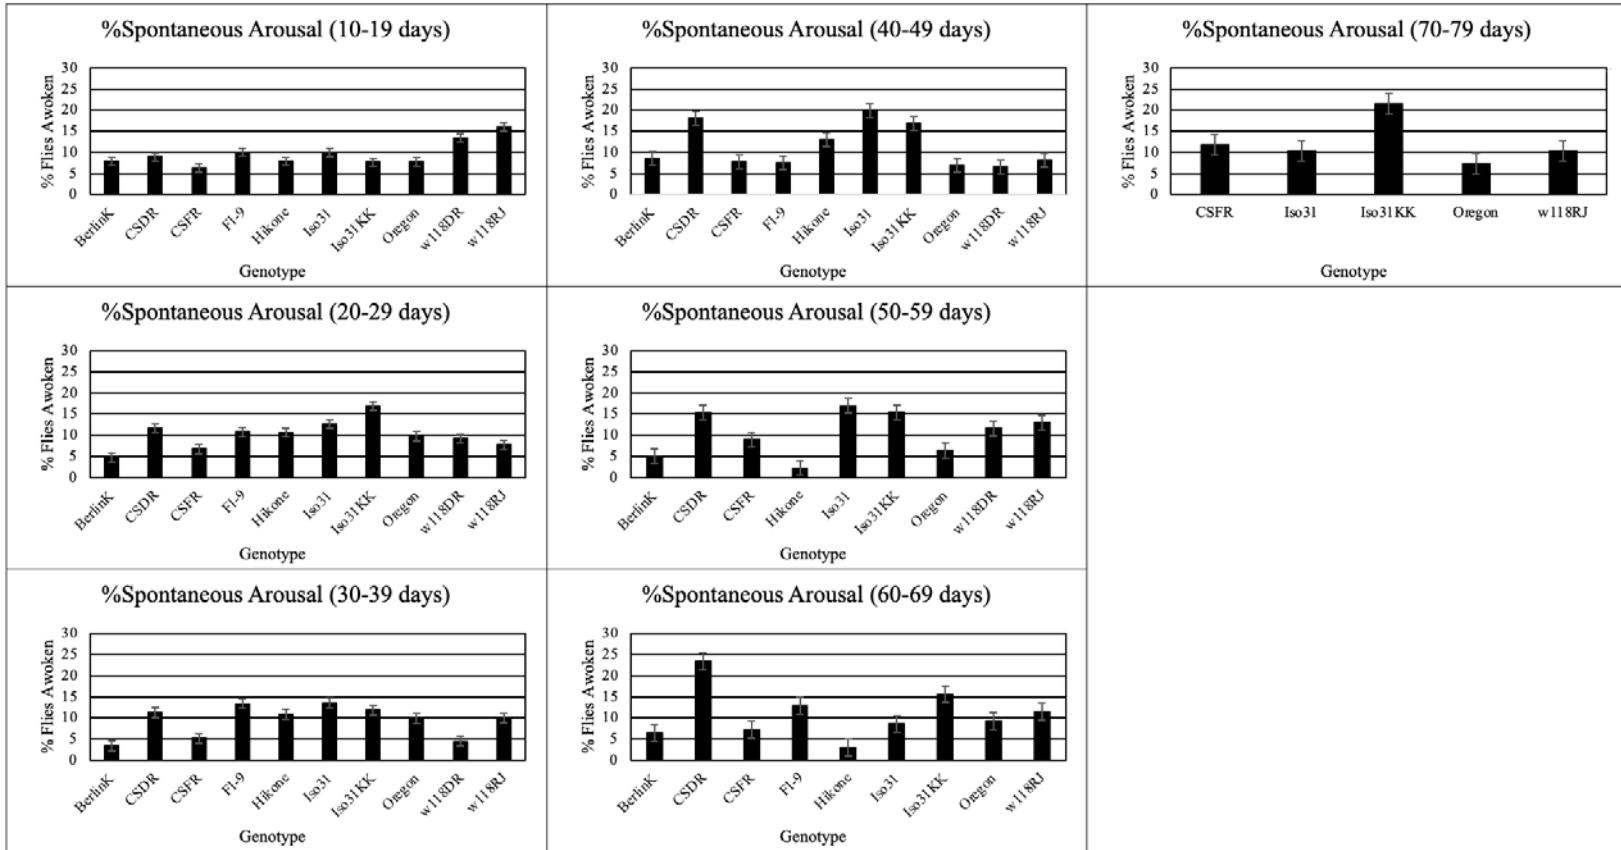 %Spontaneous Arousal (10-19 days)
% Flies Awoken
30
25
20
15
10
5
0
BerlinK
CSDR
CSFR
F1-9
Hikone
Iso31
Iso31KK
Oregon
w118DR
w118RJ
Genotype
%Spontaneous Arousal (40-49 days)
% Flies Awoken
30
25
20
15
10
5
0
BerlinK
CSDR
CSFR
F1-9
Hikone
Iso31
Iso31KK
Oregon
w118DR
w118RJ
Genotype
%Spontaneous Arousal (70-79 days)
% Flies Awoken
30
25
20
15
10
5
0
CSFR
Iso31
Iso31KK
Oregon
w118RJ
Genotype
%Spontaneous Arousal (20-29 days)
% Flies Awoken
30
25
20
15
10
5
0
BerlinK
CSDR
CSFR
F1-9
Hikone
Iso31
Iso31KK
Oregon
w118DR
w118RJ
Genotype
%Spontaneous Arousal (50-59 days)
% Flies Awoken
30
25
20
15
10
5
0
BerlinK
CSDR
CSFR
Hikone
Iso31
Iso31KK
Oregon
w118DR
w118RJ
Genotype
%Spontaneous Arousal (30-39 days)
% Flies Awoken
30
25
20
15
10
5
0
BerlinK
CSDR
CSFR
F1-9
Hikone
Iso31
Iso31KK
Oregon
w118DR
w118RJ
Genotype
%Spontaneous Arousal (60-69 days)
% Flies Awoken
30
25
20
15
10
5
0
BerlinK
CSDR
CSFR
F1-9
Hikone
Iso31
Iso31KK
Oregon
w118RJ
Genotype